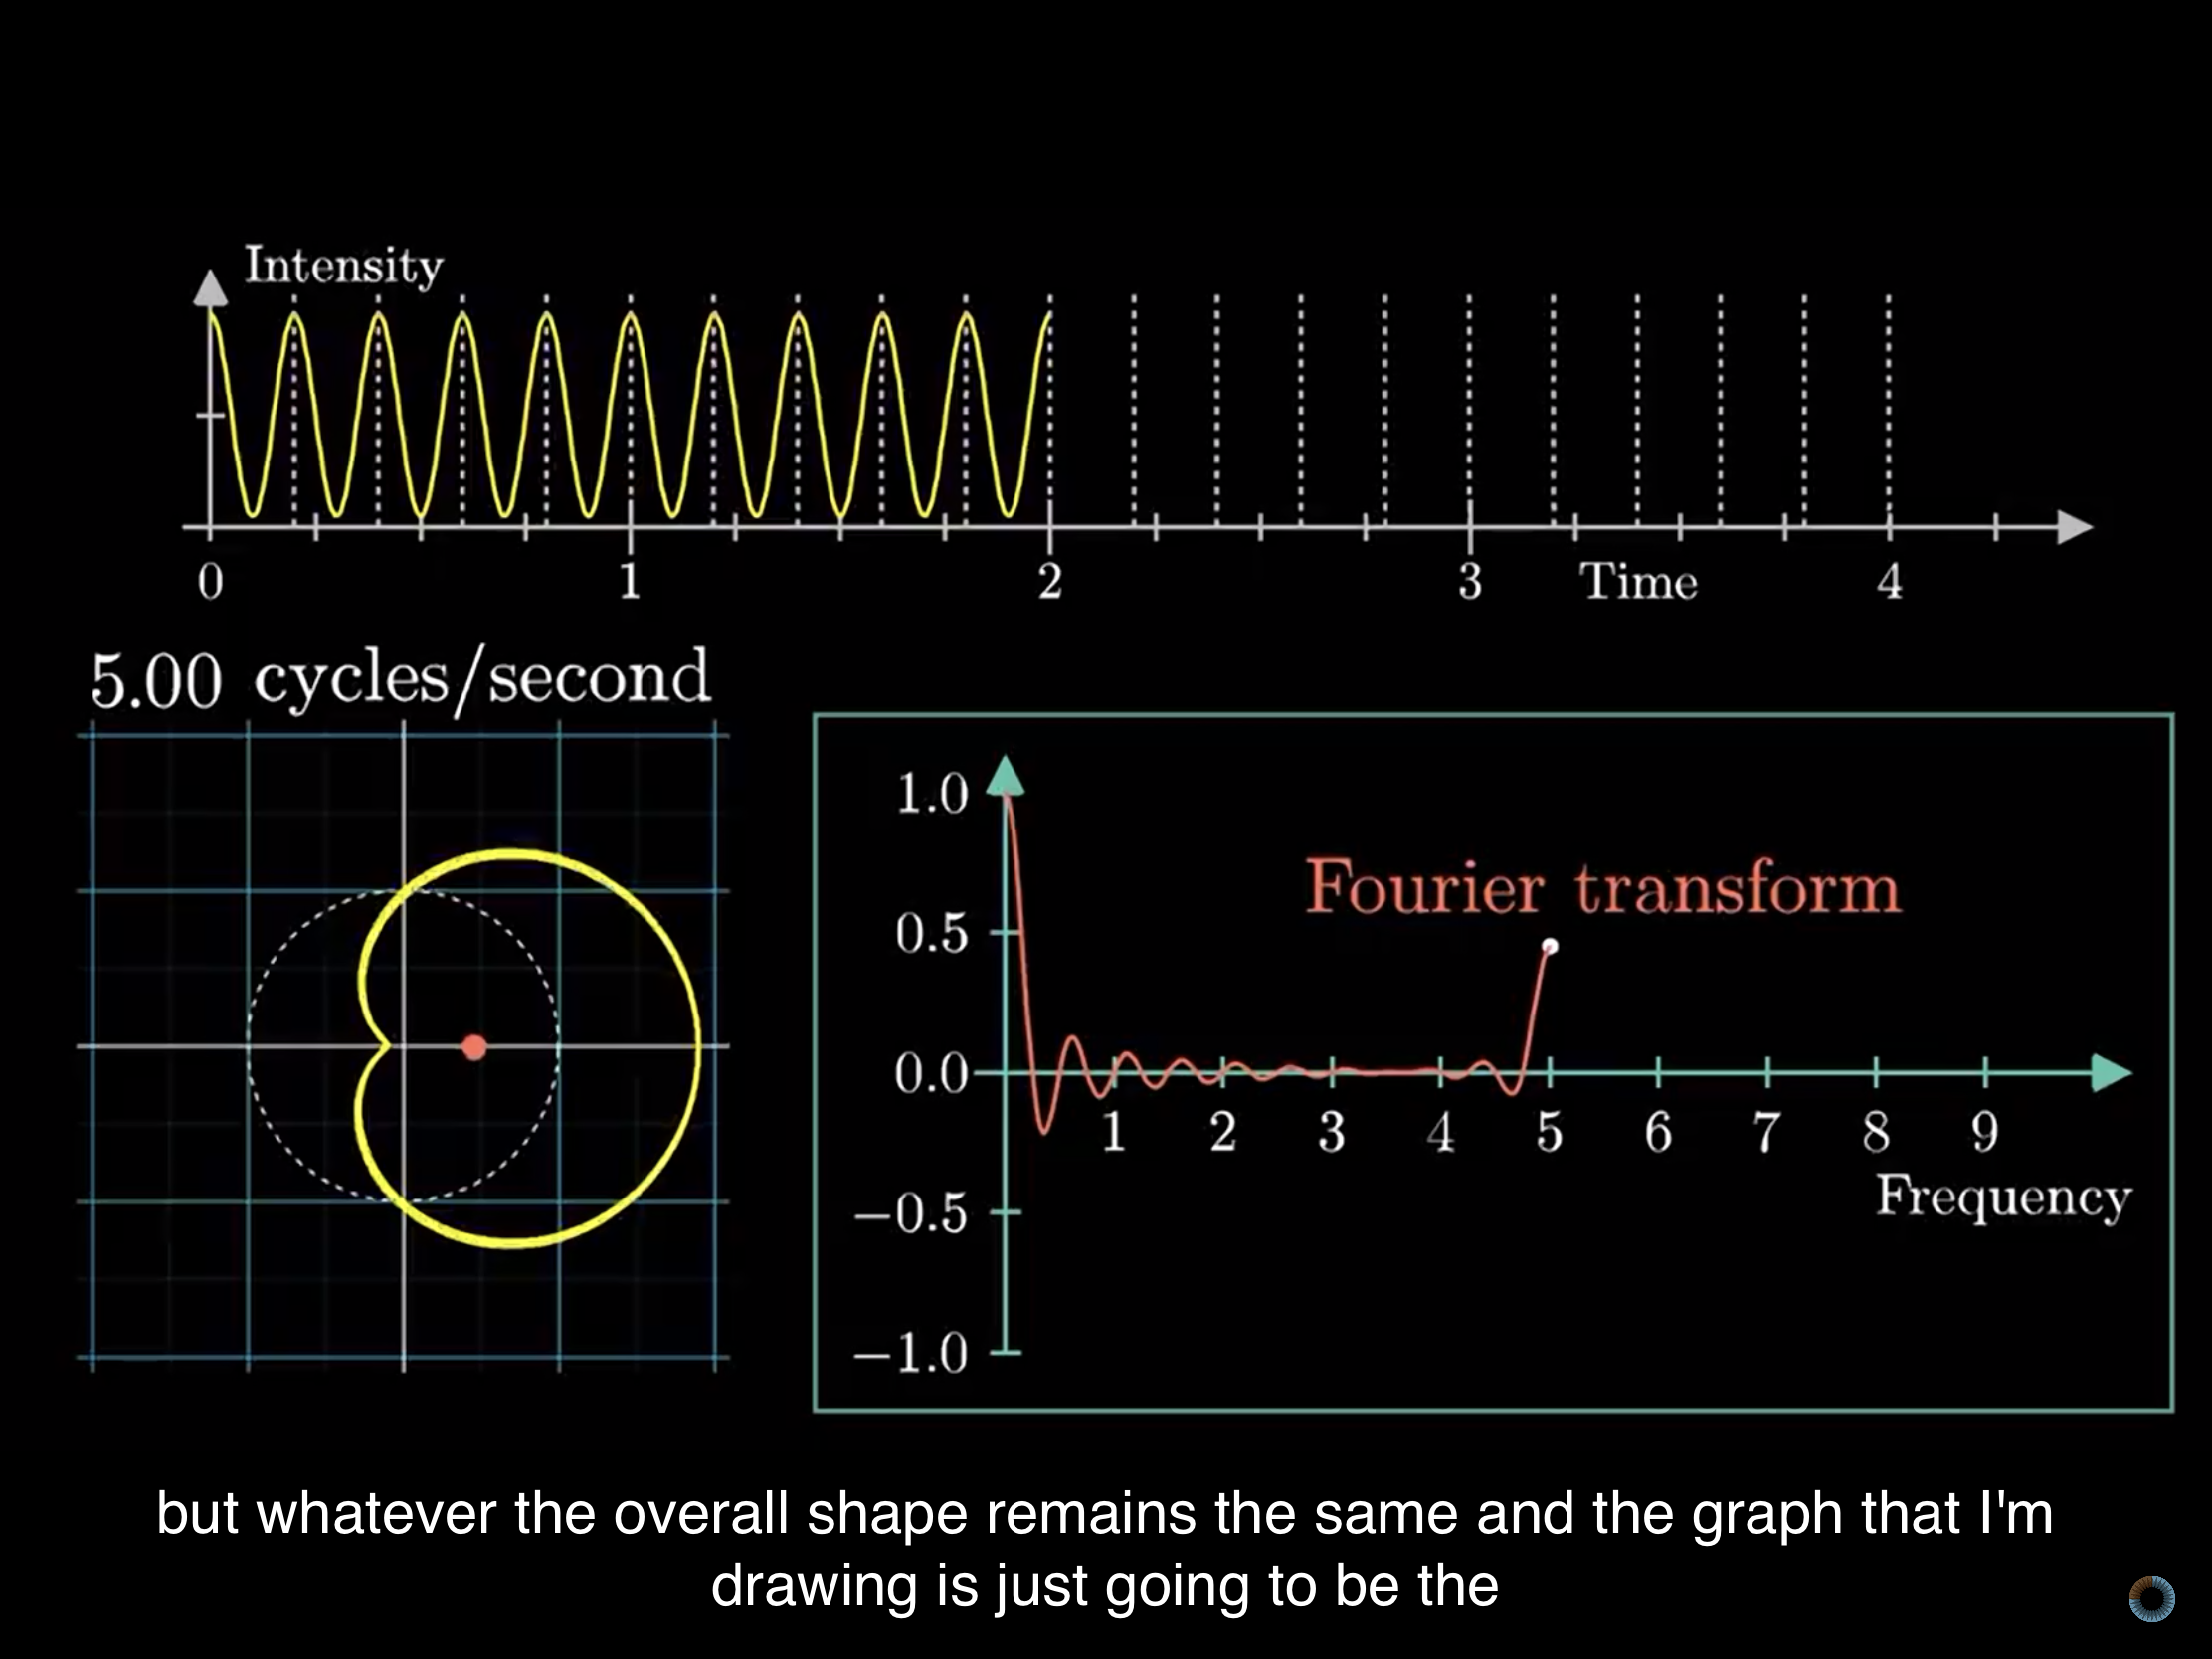 Intensity
0
1
2
3
Time
4
5.00 cycles/second
1.0
Fourier transform
0.5
0.0
1
2
3
4
5
6
7
8
9
Frequency
−0.5
−1.0
but whatever the overall shape remains the same and the graph that I'm
drawing is just going to be the